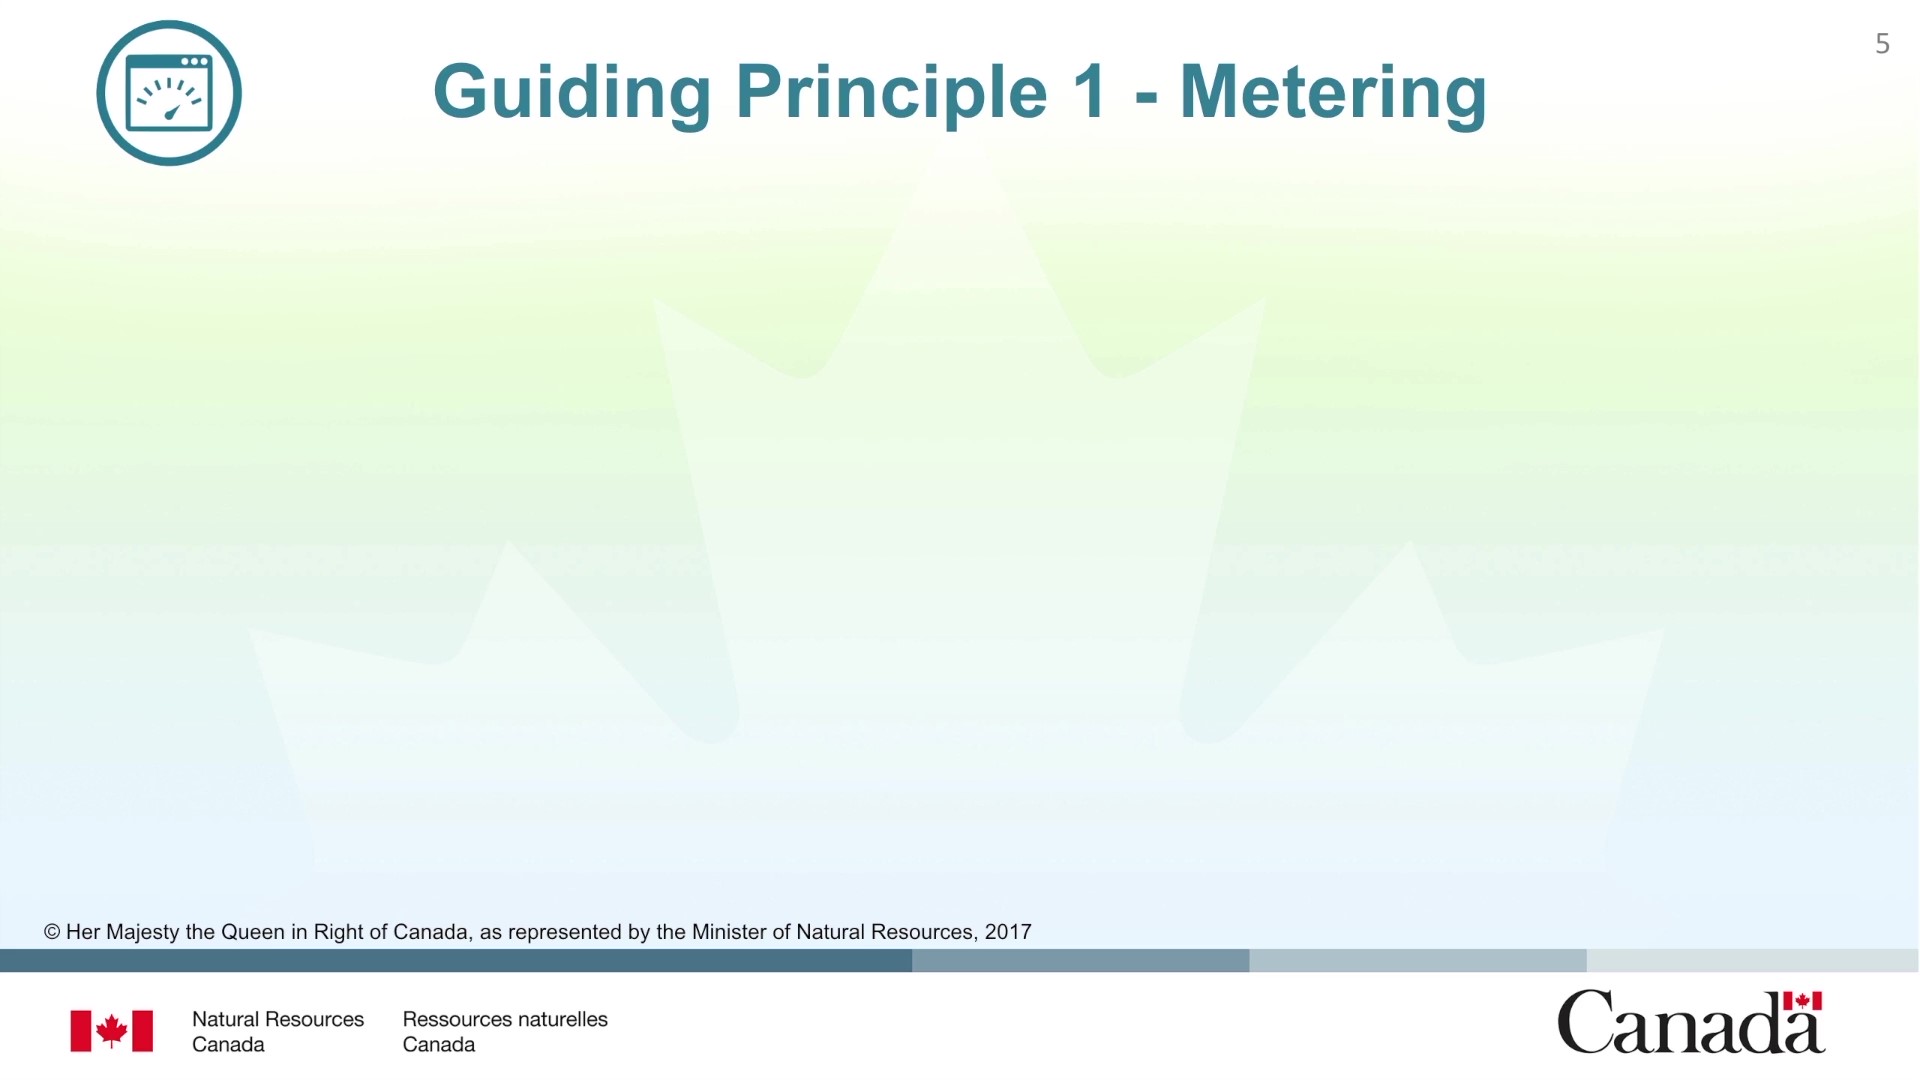 5
Guiding Principle 1 - Metering
© Her Majesty the Queen in Right of Canada, as represented by the Minister of Natural Resources, 2017
Natural Resources
Canada
Ressources naturelles
Canada
Canada